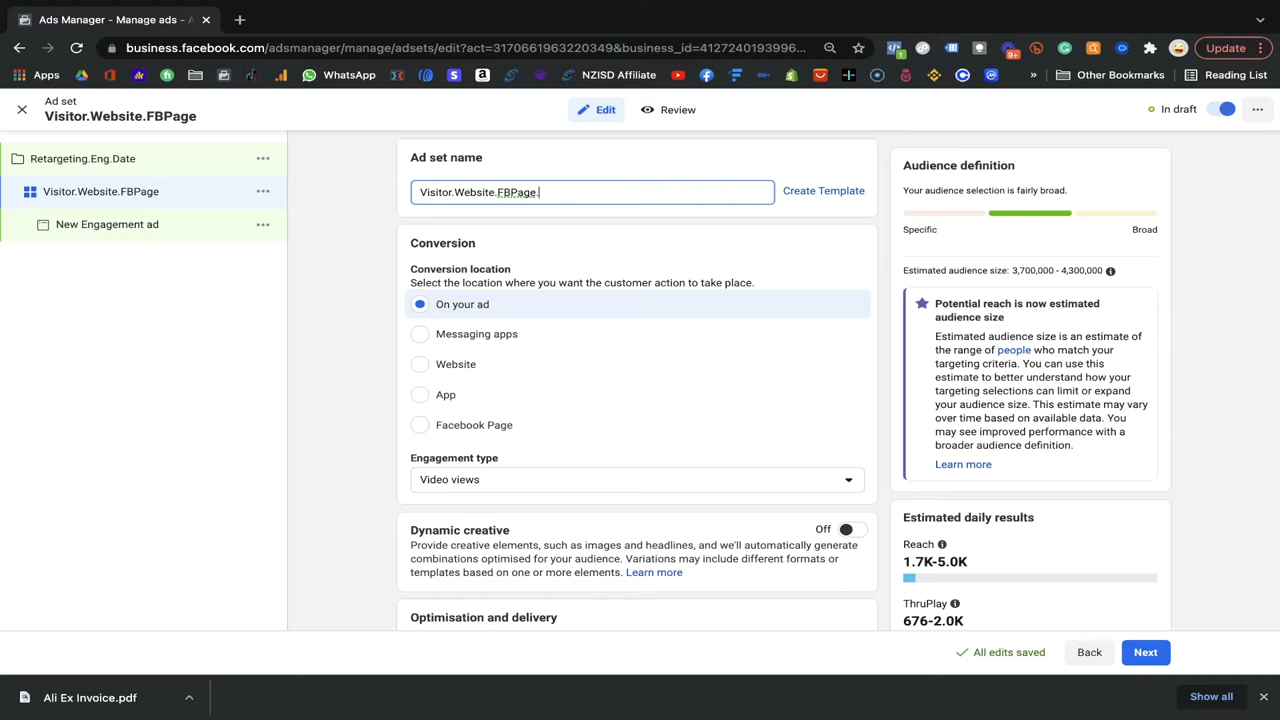 Ads Manager - Manage ads - A
business.facebook.com/adsmanager/manage/adsets/edit?act=3170661963220349&business_id=4127240193996...
9+
Update
Apps
WhatsApp
NZISD Affiliate
»
Other Bookmarks
Reading List
Ad set
Visitor.Website.FBPage
Edit
Review
In draft
Retargeting.Eng.Date
Visitor.Website.FBPage
New Engagement ad
Ad set name
Visitor.Website.FBPage.
Create Template
Conversion
Conversion location
Select the location where you want the customer action to take place.
On your ad
Messaging apps
Website
App
Facebook Page
Engagement type
Video views
Dynamic creative
Off
Provide creative elements, such as images and headlines, and we'll automatically generate
combinations optimised for your audience. Variations may include different formats or
templates based on one or more elements. Learn more
Optimisation and delivery
Audience definition
Your audience selection is fairly broad.
Specific
Broad
Estimated audience size: 3,700,000 - 4,300,000
Potential reach is now estimated
audience size
Estimated audience size is an estimate of
the range of people who match your
targeting criteria. You can use this
estimate to better understand how your
targeting selections can limit or expand
your audience size. This estimate may vary
over time based on available data. You
may see improved performance with a
broader audience definition.
Learn more
Estimated daily results
Reach
1.7K-5.0K
ThruPlay
676-2.0K
All edits saved
Back
Next
Ali Ex Invoice.pdf
Show all